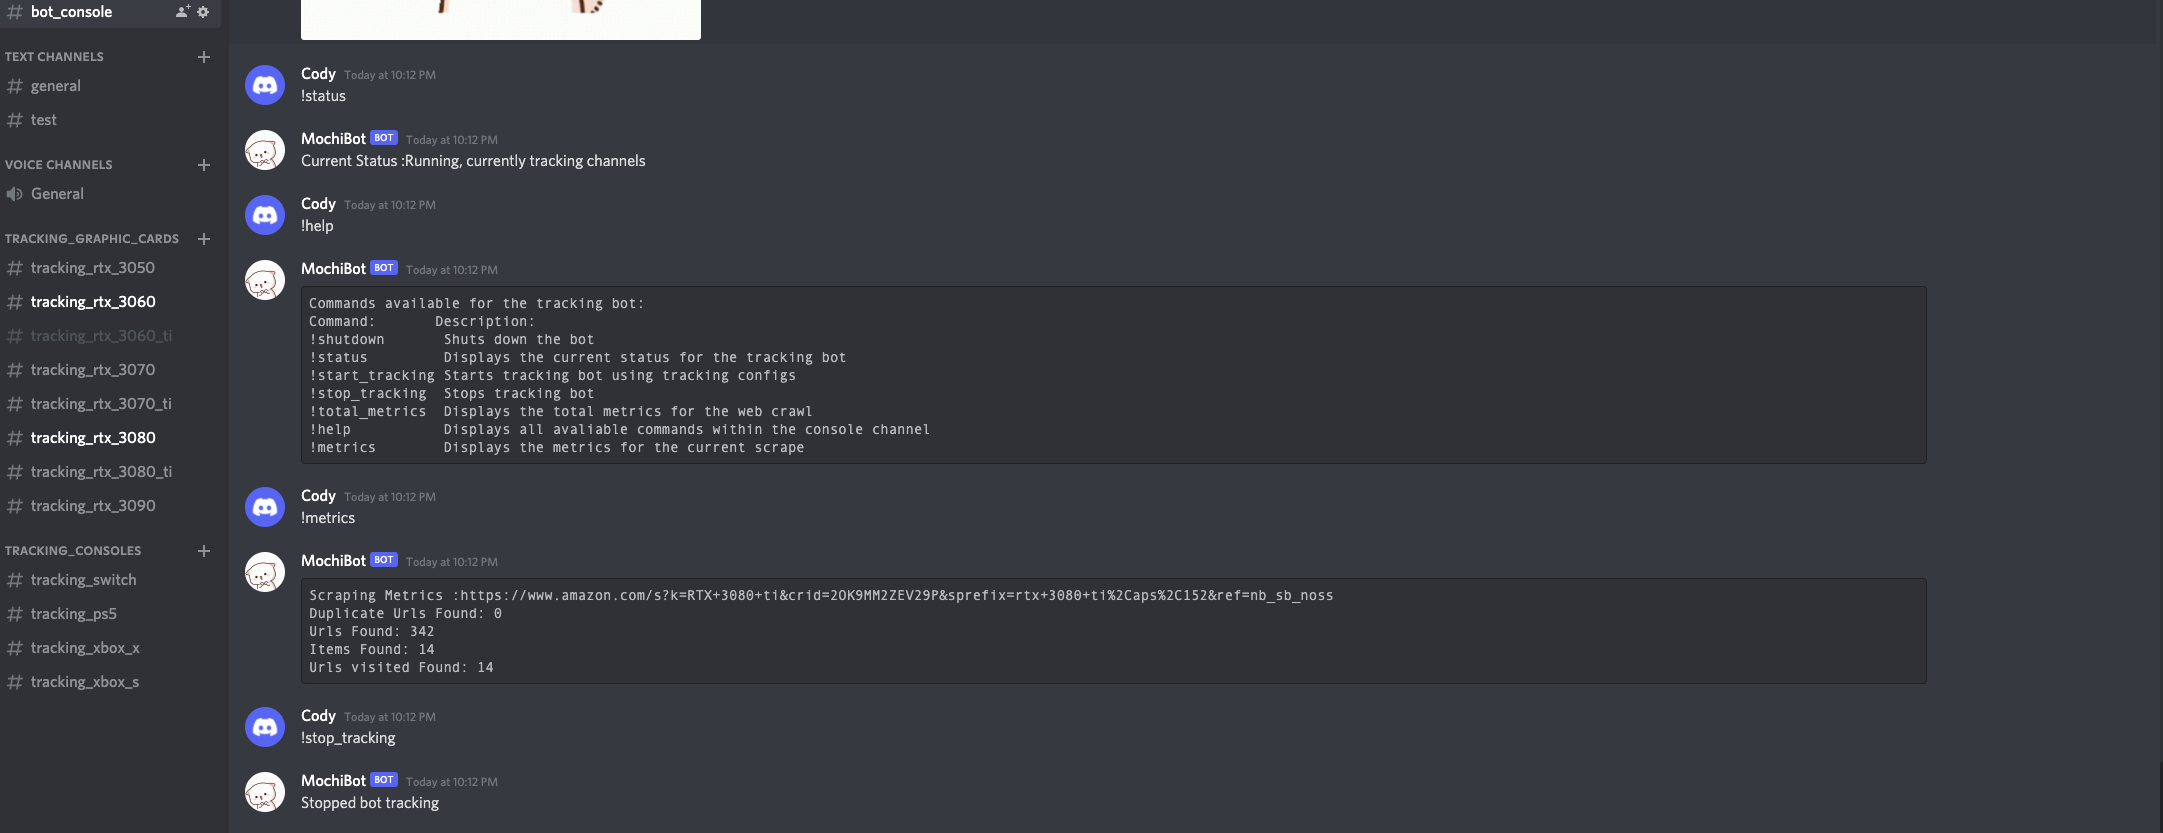 bot_console
TEXT CHANNELS
general
test
VOICE CHANNELS
General
TRACKING_GRAPHIC_CARDS
tracking_rtx_3050
tracking_rtx_3060
tracking_rtx_3060_ti
tracking_rtx_3070
tracking_rtx_3070_ti
tracking_rtx_3080
tracking_rtx_3080_ti
tracking_rtx_3090
TRACKING_CONSOLES
tracking_switch
tracking_ps5
tracking_xbox_x
tracking_xbox_s
Cody Today at 10:12 PM
!status
MochiBot BOT Today at 10:12 PM
Current Status :Running, currently tracking channels
Cody Today at 10:12 PM
!help
MochiBot BOT Today at 10:12 PM
Commands available for the tracking bot:
Command: Description:
!shutdown Shuts down the bot
!status Displays the current status for the tracking bot
!start_tracking Starts tracking bot using tracking configs
!stop_tracking Stops tracking bot
!total_metrics Displays the total metrics for the web crawl
!help Displays all avaliable commands within the console channel
!metrics Displays the metrics for the current scrape
Cody Today at 10:12 PM
!metrics
MochiBot BOT Today at 10:12 PM
Scraping Metrics :https://www.amazon.com/s?k=RTX+3080+ti&crid=2OK9MM2ZEV29P&sprefix=rtx+3080+ti%2Caps%2C152&ref=nb_sb_noss
Duplicate Urls Found: 0
Urls Found: 342
Items Found: 14
Urls visited Found: 14
Cody Today at 10:12 PM
!stop_tracking
MochiBot BOT Today at 10:12 PM
Stopped bot tracking